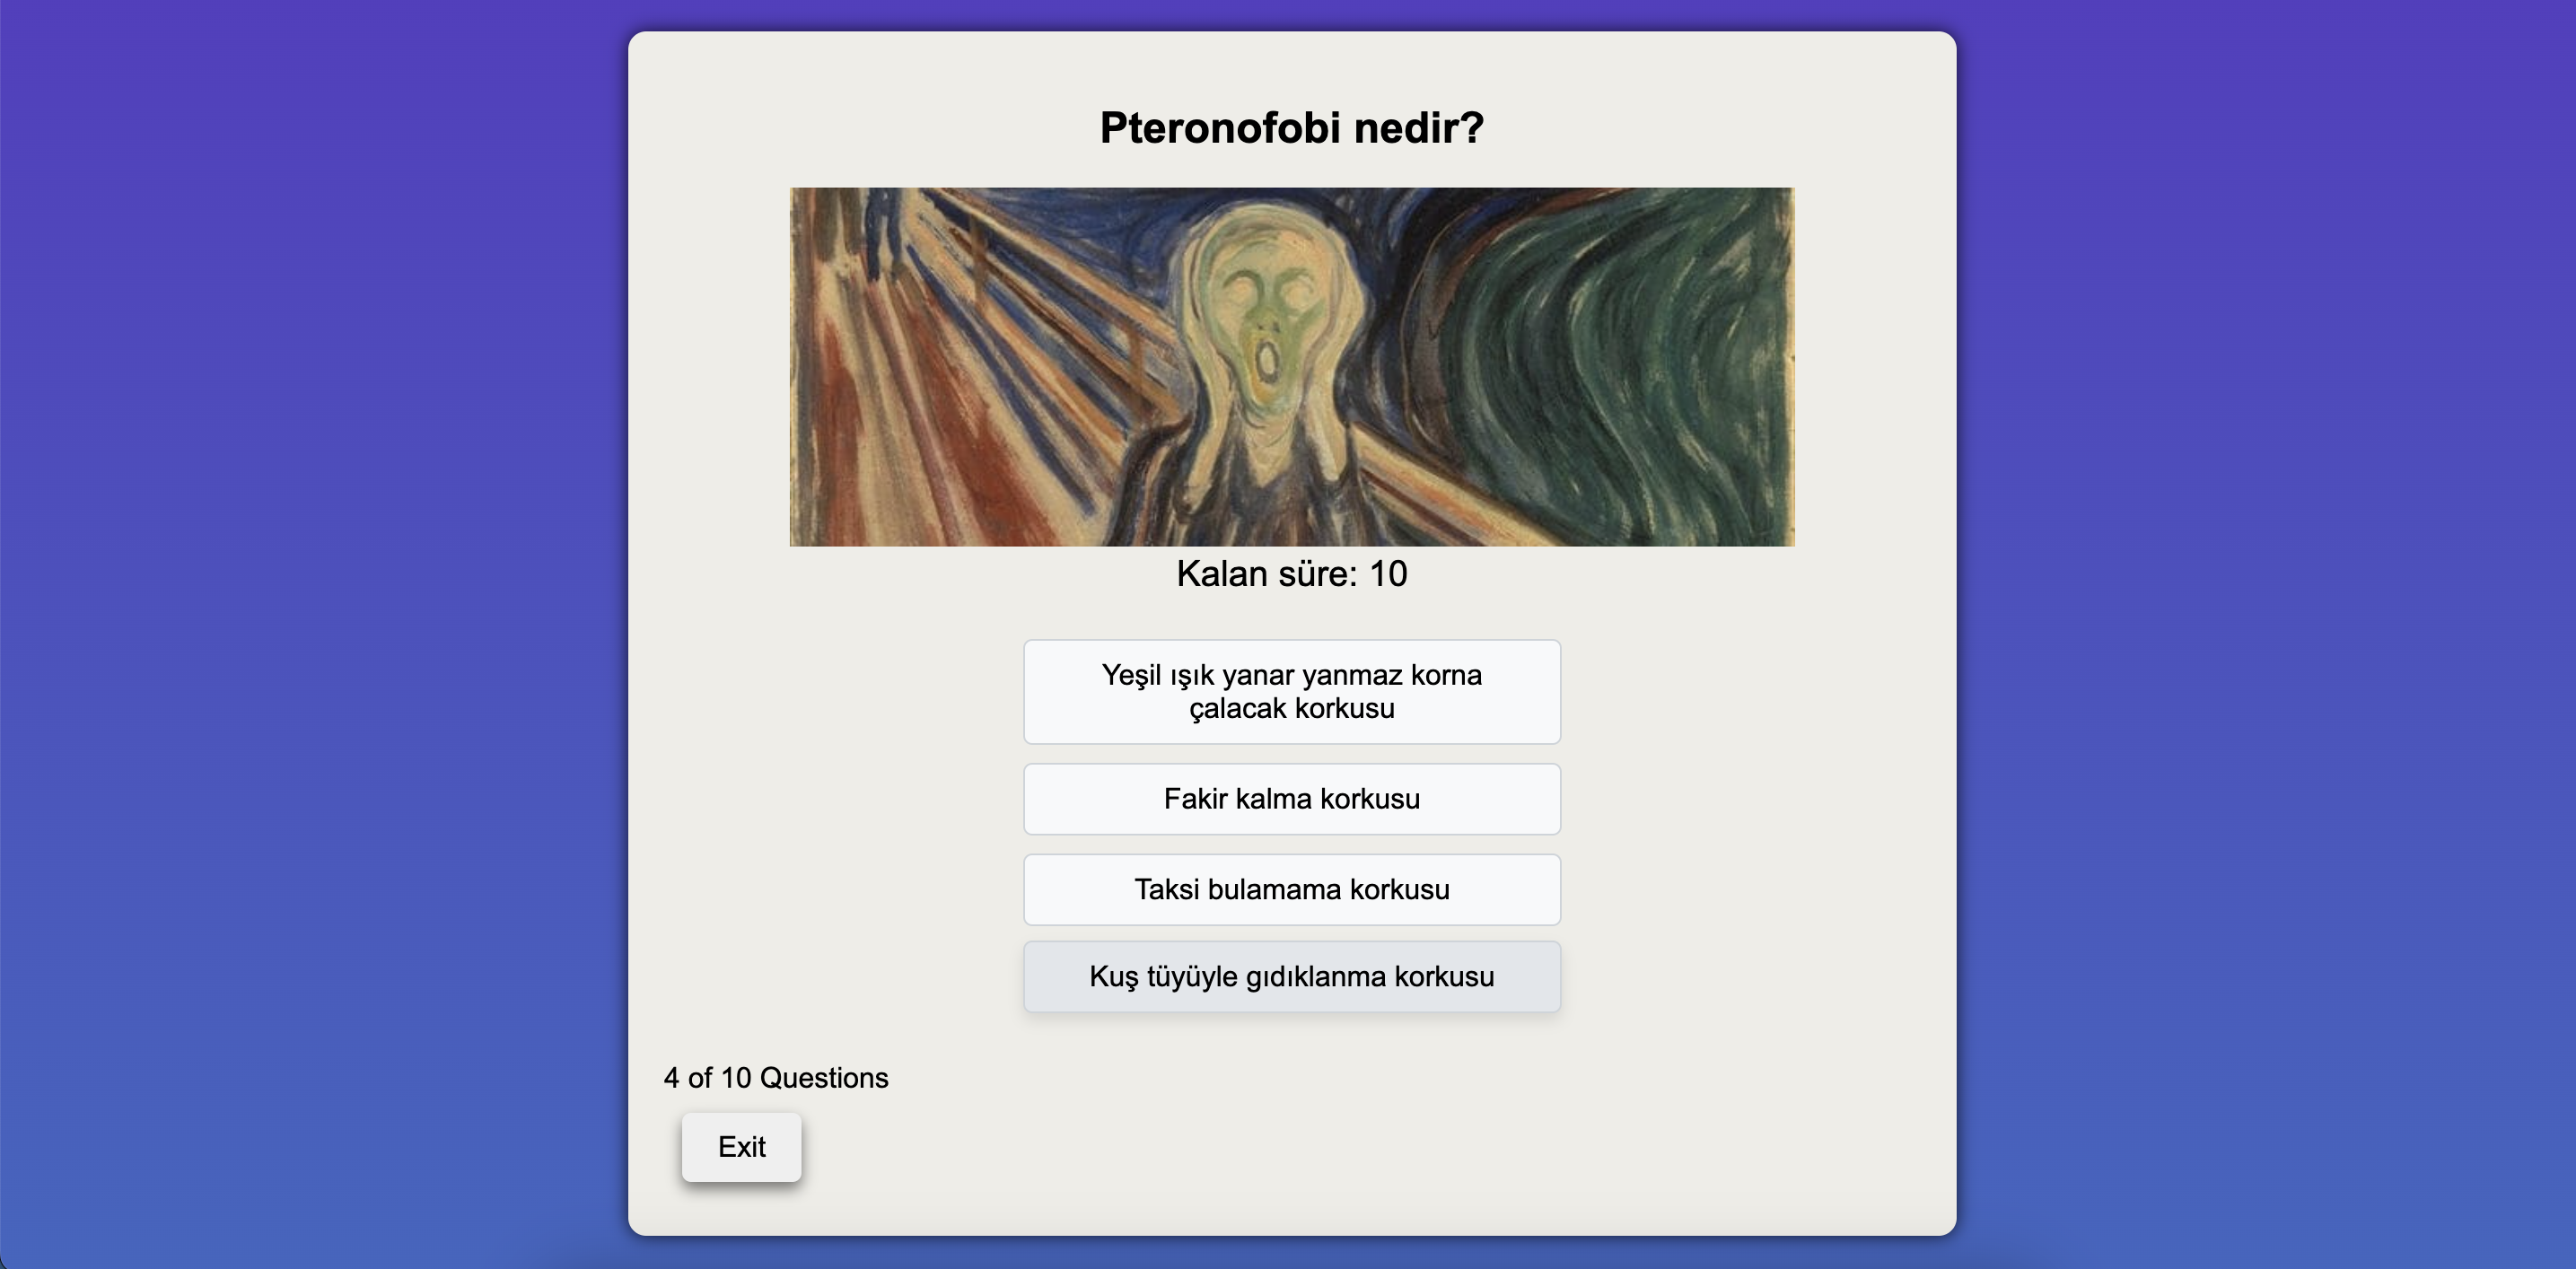 Pteronofobi nedir?
Kalan süre: 10
Yeşil ışık yanar yanmaz korna
çalacak korkusu
Fakir kalma korkusu
Taksi bulamama korkusu
Kuş tüyüyle gıdıklanma korkusu
4 of 10 Questions
Exit